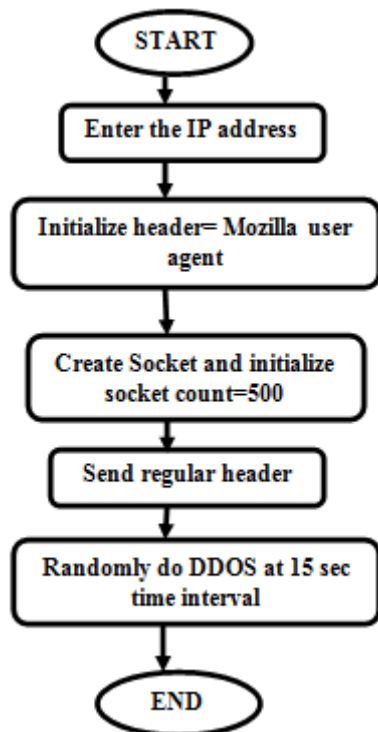 START
Enter the IP address
Initialize header= Mozilla user
agent
Create Socket and initialize
socket count=500
Send regular header
Randomly do DDOS at 15 sec
time interval
END